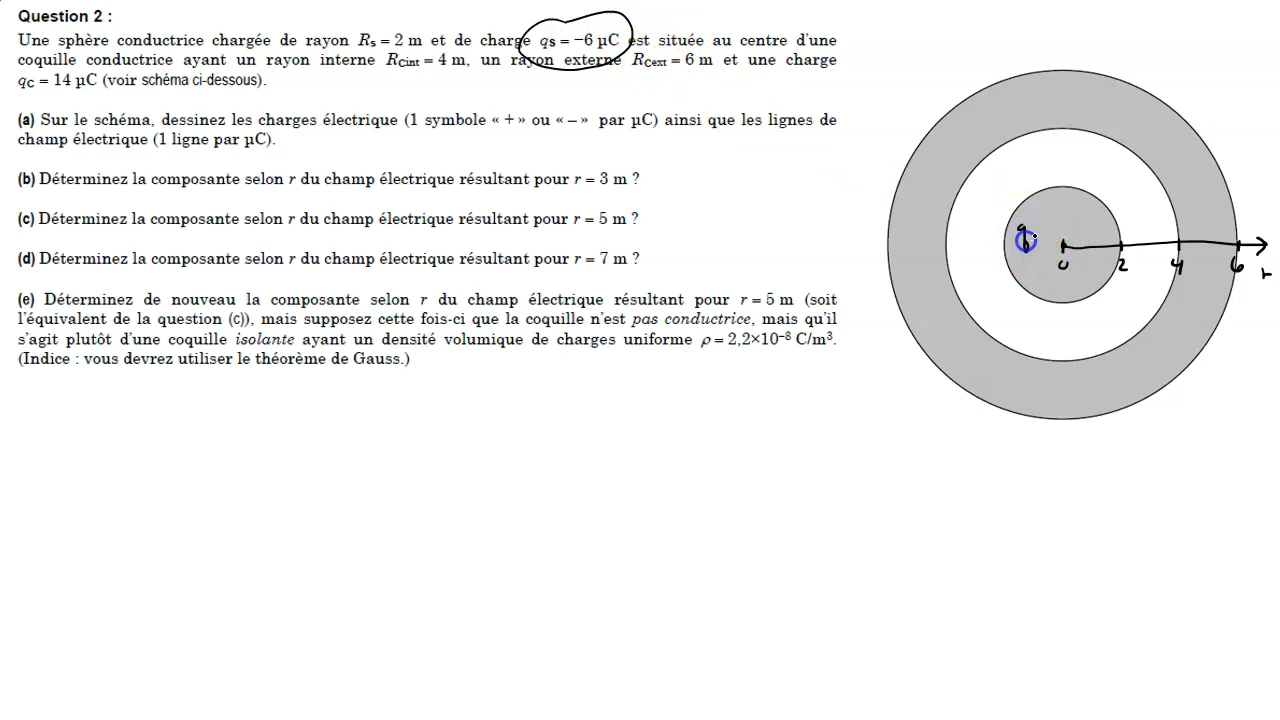 Question 2 :
Une sphère conductrice chargée de rayon Rs = 2 m et de charge qs = −6 µC est située au centre d'une
coquille conductrice ayant un rayon interne RCint = 4 m, un rayon externe RCext = 6 m et une charge
qC = 14 µC (voir schéma ci-dessous).
(a) Sur le schéma, dessinez les charges électrique (1 symbole « + » ou « – » par µC) ainsi que les lignes de
champ électrique (1 ligne par µC).
(b) Déterminez la composante selon r du champ électrique résultant pour r = 3 m ?
(c) Déterminez la composante selon r du champ électrique résultant pour r = 5 m ?
(d) Déterminez la composante selon r du champ électrique résultant pour r = 7 m ?
(e) Déterminez de nouveau la composante selon r du champ électrique résultant pour r = 5 m (soit
l'équivalent de la question (c)), mais supposez cette fois-ci que la coquille n'est pas conductrice, mais qu'il
s'agit plutôt d'une coquille isolante ayant un densité volumique de charges uniforme ρ = 2,2×10⁻⁸ C/m³.
(Indice : vous devrez utiliser le théorème de Gauss.)
0 2 4 6 r